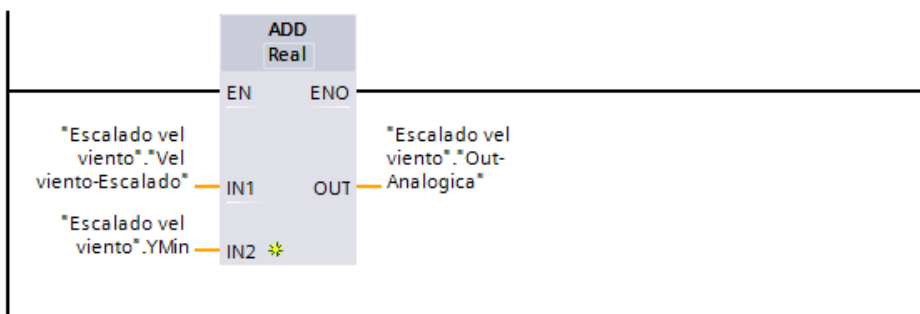 ADD
Real
EN ENO
"Escalado vel
viento"."Vel
viento-Escalado"
IN1
OUT
"Escalado vel
viento"."Out-
Analogica"
"Escalado vel
viento".YMin
IN2